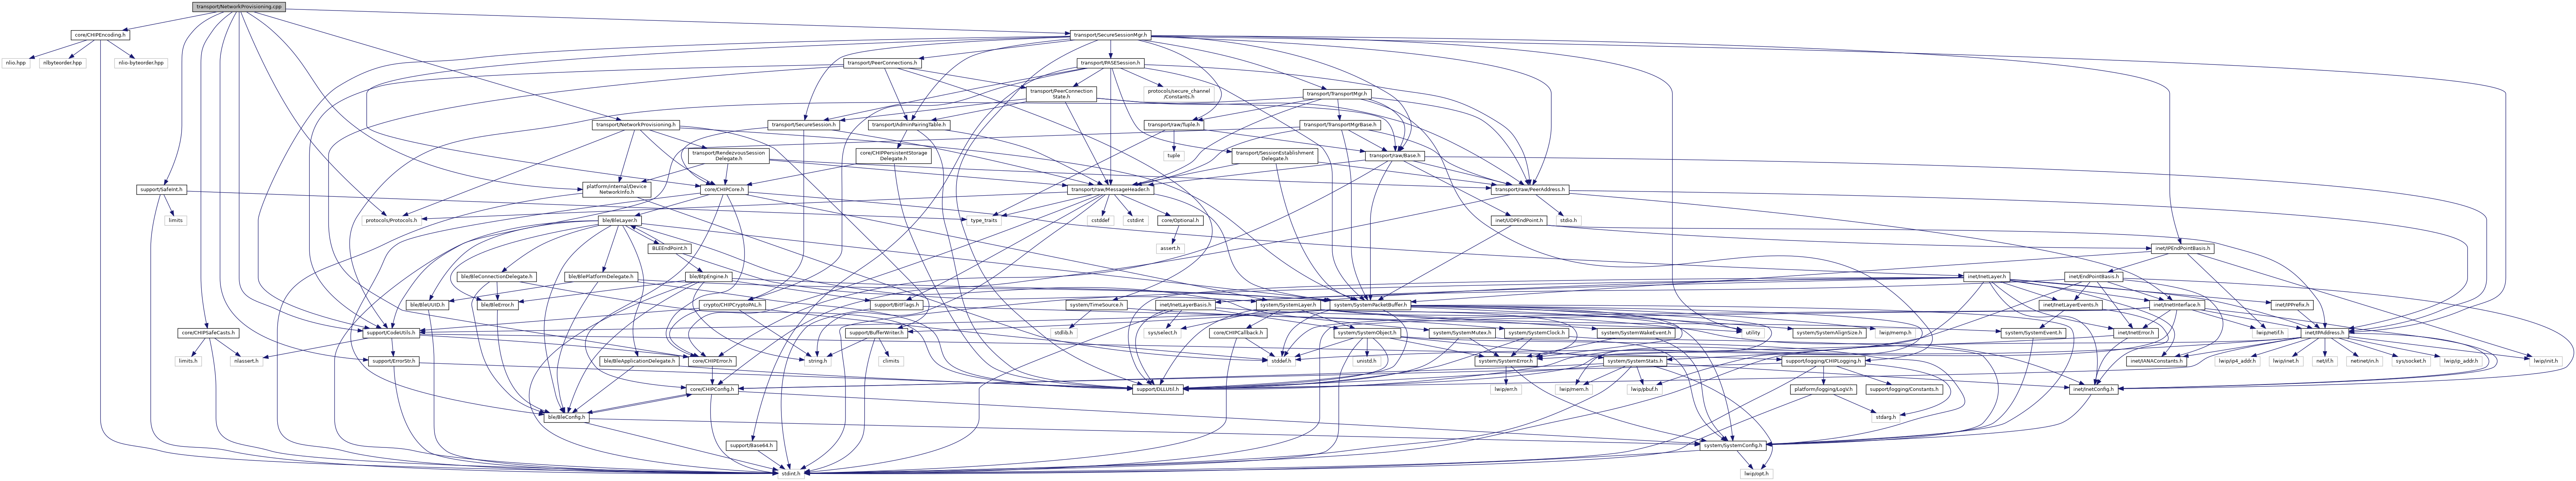 transport/NetworkProvisioning.cpp
core/CHIPEncoding.h
transport/SecureSessionMgr.h
nlio.hpp
nlbyteorder.hpp
nlio-byteorder.hpp
transport/PeerConnections.h
transport/PASESession.h
transport/PeerConnection
State.h
protocols/secure_channel
/Constants.h
transport/TransportMgr.h
transport/NetworkProvisioning.h
transport/SecureSession.h
transport/AdminPairingTable.h
transport/raw/Tuple.h
transport/TransportMgrBase.h
transport/RendezvousSession
Delegate.h
core/CHIPPersistentStorage
Delegate.h
tuple
transport/SessionEstablishment
Delegate.h
transport/raw/Base.h
support/SafeInt.h
platform/internal/Device
NetworkInfo.h
core/CHIPCore.h
transport/raw/MessageHeader.h
transport/raw/PeerAddress.h
limits
protocols/Protocols.h
ble/BleLayer.h
type_traits
cstddef
cstdint
core/Optional.h
inet/UDPEndPoint.h
stdio.h
BLEEndPoint.h
assert.h
inet/IPEndPointBasis.h
ble/BleConnectionDelegate.h
ble/BlePlatformDelegate.h
ble/BtpEngine.h
inet/InetLayer.h
inet/EndPointBasis.h
ble/BleUUID.h
ble/BleError.h
crypto/CHIPCryptoPAL.h
support/BitFlags.h
system/TimeSource.h
inet/InetLayerBasis.h
system/SystemLayer.h
system/SystemPacketBuffer.h
inet/InetLayerEvents.h
inet/InetInterface.h
inet/IPPrefix.h
core/CHIPSafeCasts.h
support/CodeUtils.h
support/BufferWriter.h
stdlib.h
sys/select.h
core/CHIPCallback.h
system/SystemObject.h
system/SystemMutex.h
system/SystemClock.h
system/SystemWakeEvent.h
utility
system/SystemAlignSize.h
lwip/memp.h
system/SystemEvent.h
inet/InetError.h
lwip/netif.h
inet/IPAddress.h
limits.h
nlassert.h
support/ErrorStr.h
ble/BleApplicationDelegate.h
core/CHIPError.h
string.h
climits
stddef.h
unistd.h
system/SystemError.h
system/SystemStats.h
support/logging/CHIPLogging.h
inet/IANAConstants.h
lwip/ip4_addr.h
lwip/inet.h
net/if.h
netinet/in.h
sys/socket.h
lwip/ip_addr.h
lwip/init.h
core/CHIPConfig.h
support/DLLUtil.h
lwip/err.h
lwip/mem.h
lwip/pbuf.h
platform/logging/LogV.h
support/logging/Constants.h
inet/InetConfig.h
ble/BleConfig.h
stdarg.h
support/Base64.h
system/SystemConfig.h
stdint.h
lwip/opt.h